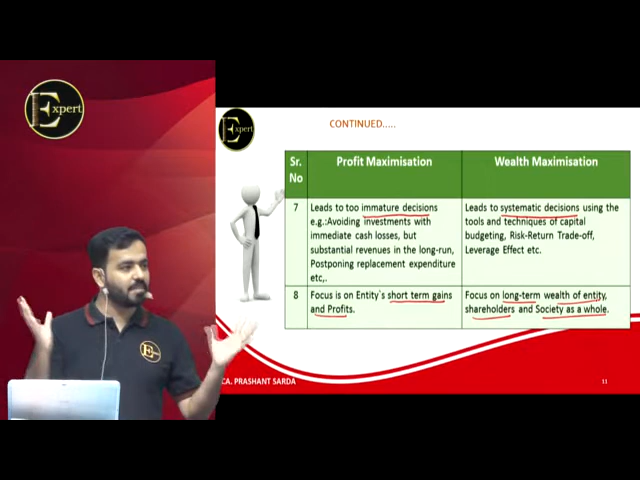 Expert
Expert
E
CONTINUED.....
Sr. No
Profit Maximisation
Wealth Maximisation
7
Leads to too immature decisions
e.g.:Avoiding investments with
immediate cash losses, but
substantial revenues in the long-run,
Postponing replacement expenditure
etc,.
Leads to systematic decisions using the
tools and techniques of capital
budgeting, Risk-Return Trade-off,
Leverage Effect etc.
8
Focus is on Entity`s short term gains
and Profits.
Focus on long-term wealth of entity,
shareholders and Society as a whole.
CA. PRASHANT SARDA
11